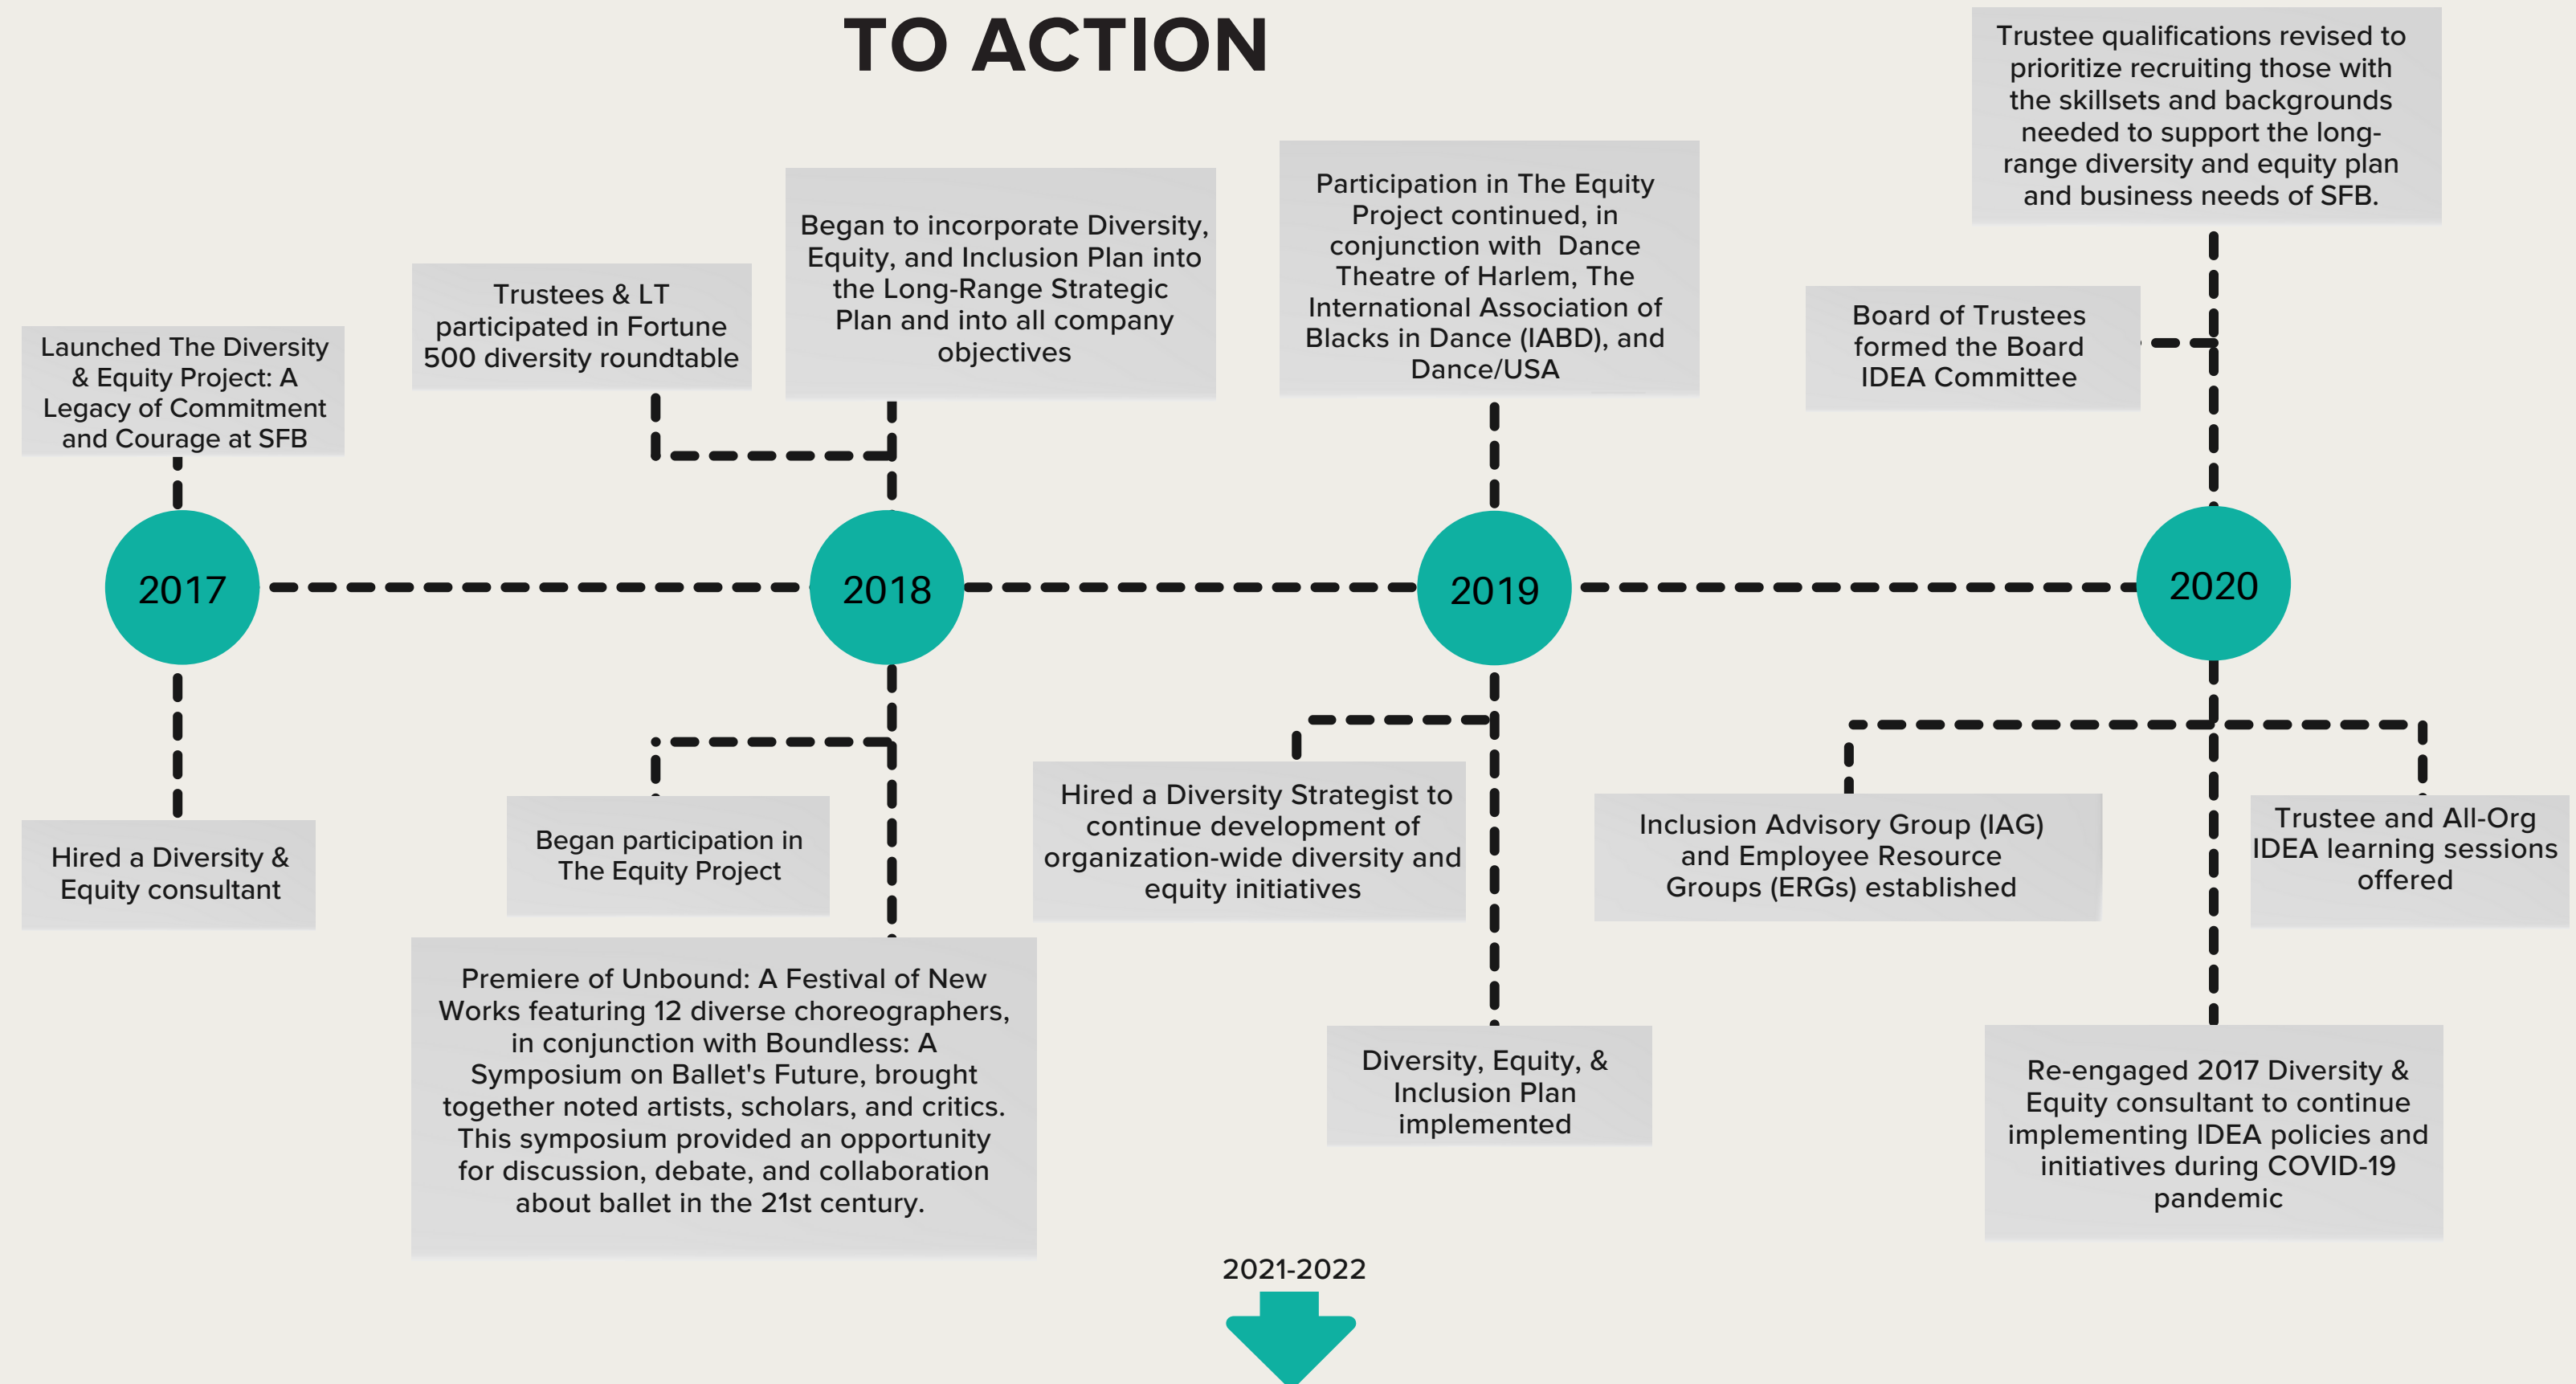 TO ACTION
Launched The Diversity
& Equity Project: A
Legacy of Commitment
and Courage at SFB
2017
Hired a Diversity &
Equity consultant
Trustees & LT
participated in Fortune
500 diversity roundtable
Began to incorporate Diversity,
Equity, and Inclusion Plan into
the Long-Range Strategic
Plan and into all company
objectives
2018
Began participation in
The Equity Project
Premiere of Unbound: A Festival of New
Works featuring 12 diverse choreographers,
in conjunction with Boundless: A
Symposium on Ballet's Future, brought
together noted artists, scholars, and critics.
This symposium provided an opportunity
for discussion, debate, and collaboration
about ballet in the 21st century.
Participation in The Equity
Project continued, in
conjunction with  Dance
Theatre of Harlem, The
International Association of
Blacks in Dance (IABD), and
Dance/USA
2019
Hired a Diversity Strategist to
continue development of
organization-wide diversity and
equity initiatives
Diversity, Equity, &
Inclusion Plan
implemented
Trustee qualifications revised to
prioritize recruiting those with
the skillsets and backgrounds
needed to support the long-
range diversity and equity plan
and business needs of SFB.
Board of Trustees
formed the Board
IDEA Committee
2020
Inclusion Advisory Group (IAG)
and Employee Resource
Groups (ERGs) established
Trustee and All-Org
IDEA learning sessions
offered
Re-engaged 2017 Diversity &
Equity consultant to continue
implementing IDEA policies and
initiatives during COVID-19
pandemic
2021-2022